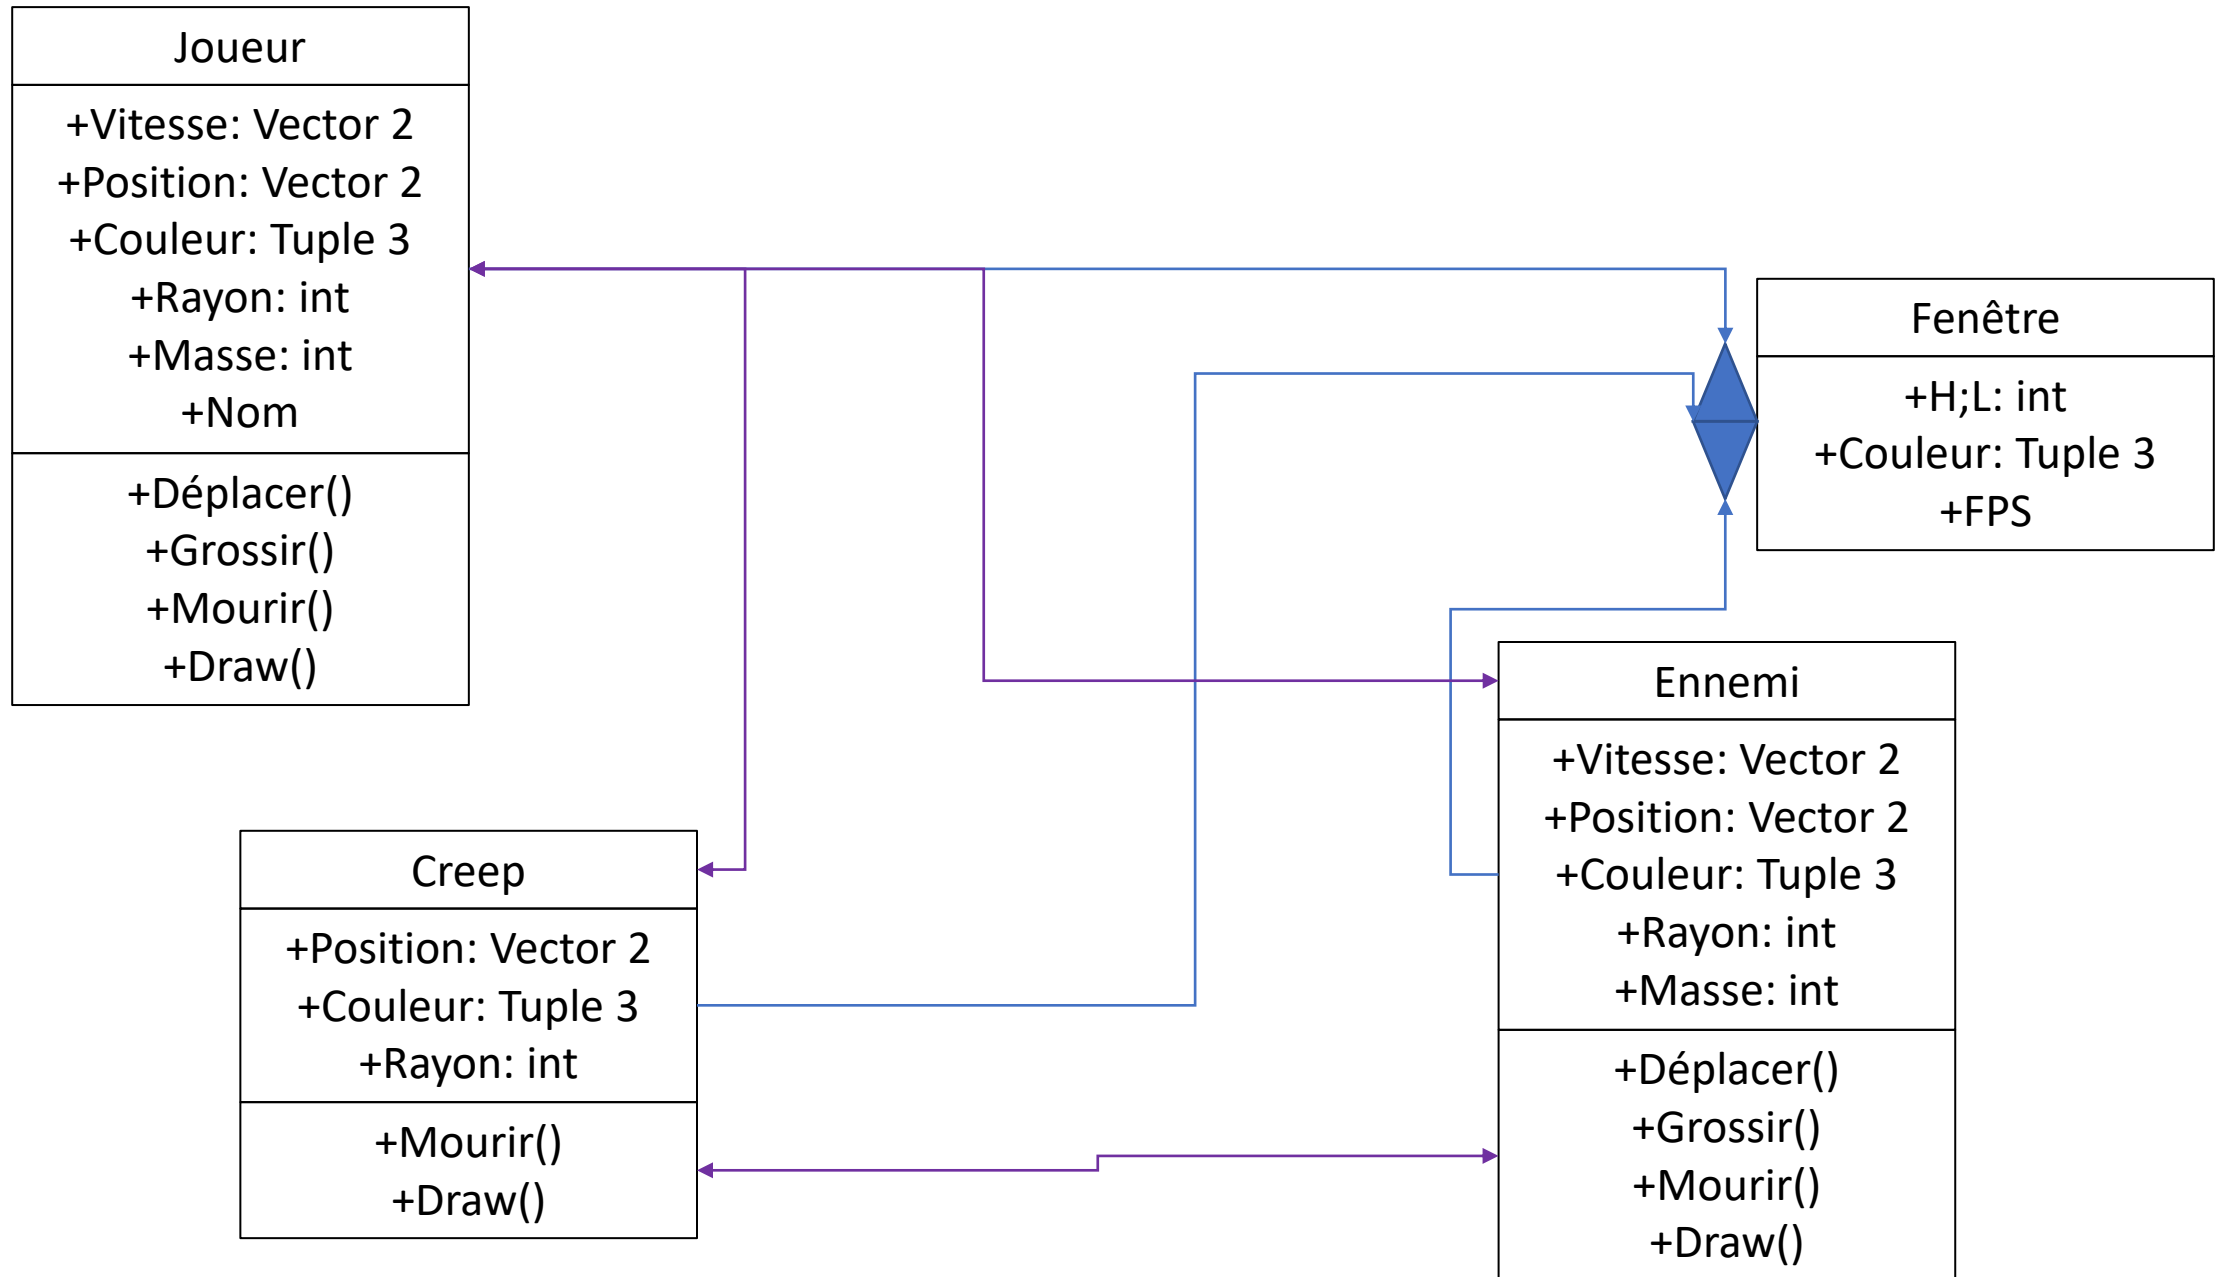 Joueur
+Vitesse: Vector 2
+Position: Vector 2
+Couleur: Tuple 3
+Rayon: int
+Masse: int
+Nom
+Déplacer()
+Grossir()
+Mourir()
+Draw()
Fenêtre
+H;L: int
+Couleur: Tuple 3
+FPS
Creep
+Position: Vector 2
+Couleur: Tuple 3
+Rayon: int
+Mourir()
+Draw()
Ennemi
+Vitesse: Vector 2
+Position: Vector 2
+Couleur: Tuple 3
+Rayon: int
+Masse: int
+Déplacer()
+Grossir()
+Mourir()
+Draw()